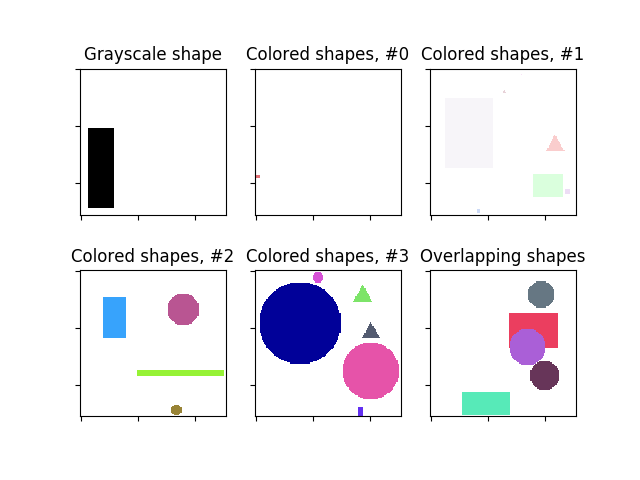 Grayscale shape
Colored shapes, #0
Colored shapes, #1
Colored shapes, #2
Colored shapes, #3
Overlapping shapes